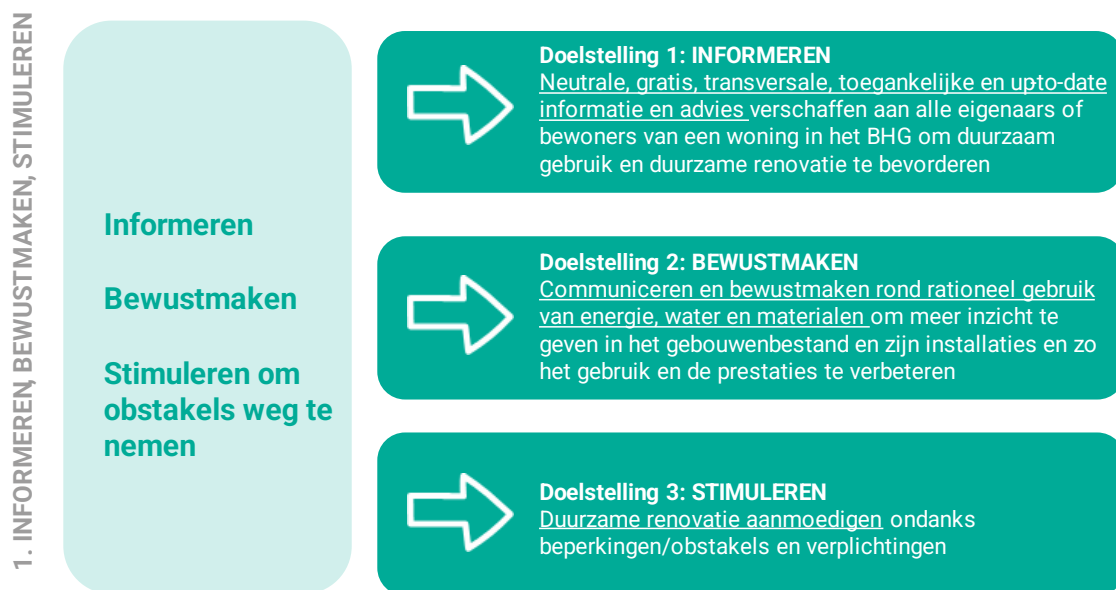 1. INFORMEREN, BEWUSTMAKEN, STIMULEREN
Informeren
Bewustmaken
Stimuleren om
obstakels weg te
nemen
Doelstelling 1: INFORMEREN
Neutrale, gratis, transversale, toegankelijke en up-to-date
informatie en advies verschaffen aan alle eigenaars of
bewoners van een woning in het BHG om duurzaam
gebruik en duurzame renovatie te bevorderen
Doelstelling 2: BEWUSTMAKEN
Communiceren en bewustmaken rond rationeel gebruik
van energie, water en materialen om meer inzicht te
geven in het gebouwenbestand en zijn installaties en zo
het gebruik en de prestaties te verbeteren
Doelstelling 3: STIMULEREN
Duurzame renovatie aanmoedigen ondanks
beperkingen/obstakels en verplichtingen